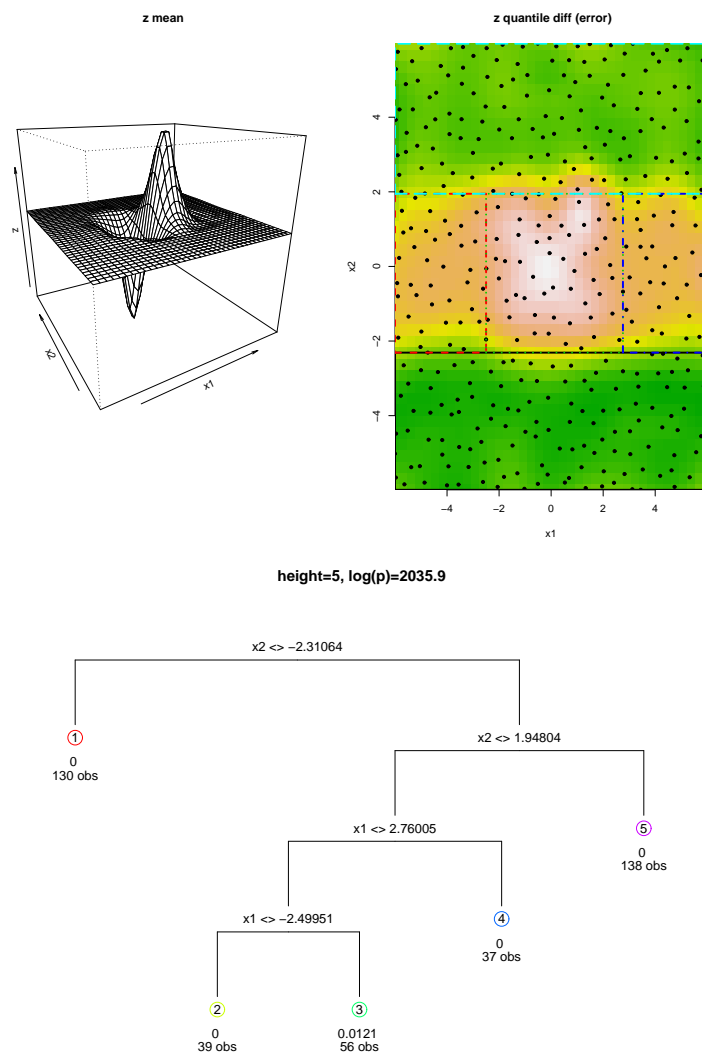 z mean
z
x2
x1
z quantile diff (error)
4
2
0
−2
−4
x2
−4
−2
0
2
4
x1
height=5, log(p)=2035.9
x2 <> −2.31064
1
0
130 obs
x2 <> 1.94804
x1 <> 2.76005
5
0
138 obs
x1 <> −2.49951
4
0
37 obs
2
0
39 obs
3
0.0121
56 obs